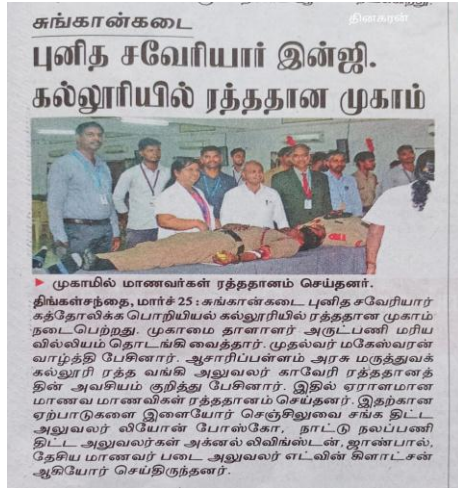 சுங்கான்கடை
தினகரன்
புனித சவேரியார் இன்ஜி.
கல்லூரியில் ரத்ததான முகாம்
▶ முகாமில் மாணவர்கள் ரத்ததானம் செய்தனர்.
திங்கள்சந்தை, மார்ச் 25: சுங்கான்கடை புனித சவேரியார்
கத்தோலிக்க பொறியியல் கல்லூரியில் ரத்ததான முகாம்
நடைபெற்றது. முகாமை தாளாளர் அருட்பணி மரிய
வில்லியம் தொடங்கி வைத்தார். முதல்வர் மகேஸ்வரன்
வாழ்த்தி பேசினார். ஆசாரிப்பள்ளம் அரசு மருத்துவக்
கல்லூரி ரத்த வங்கி அலுவலர் காவேரி ரத்ததானத்
தின் அவசியம் குறித்து பேசினார். இதில் ஏராளமான
மாணவ மாணவிகள் ரத்ததானம் செய்தனர். இதற்கான
ஏற்பாடுகளை இளையோர் செஞ்சிலுவை சங்க திட்ட
அலுவலர் லியோன் போஸ்கோ, நாட்டு நலப்பணி
திட்ட அலுவலர்கள் அக்னல் லிவிங்ஸ்டன், ஜாண்பால்,
தேசிய மாணவர் படை அலுவலர் எட்வின் கிளாட்சன்
ஆகியோர் செய்திருந்தனர்.